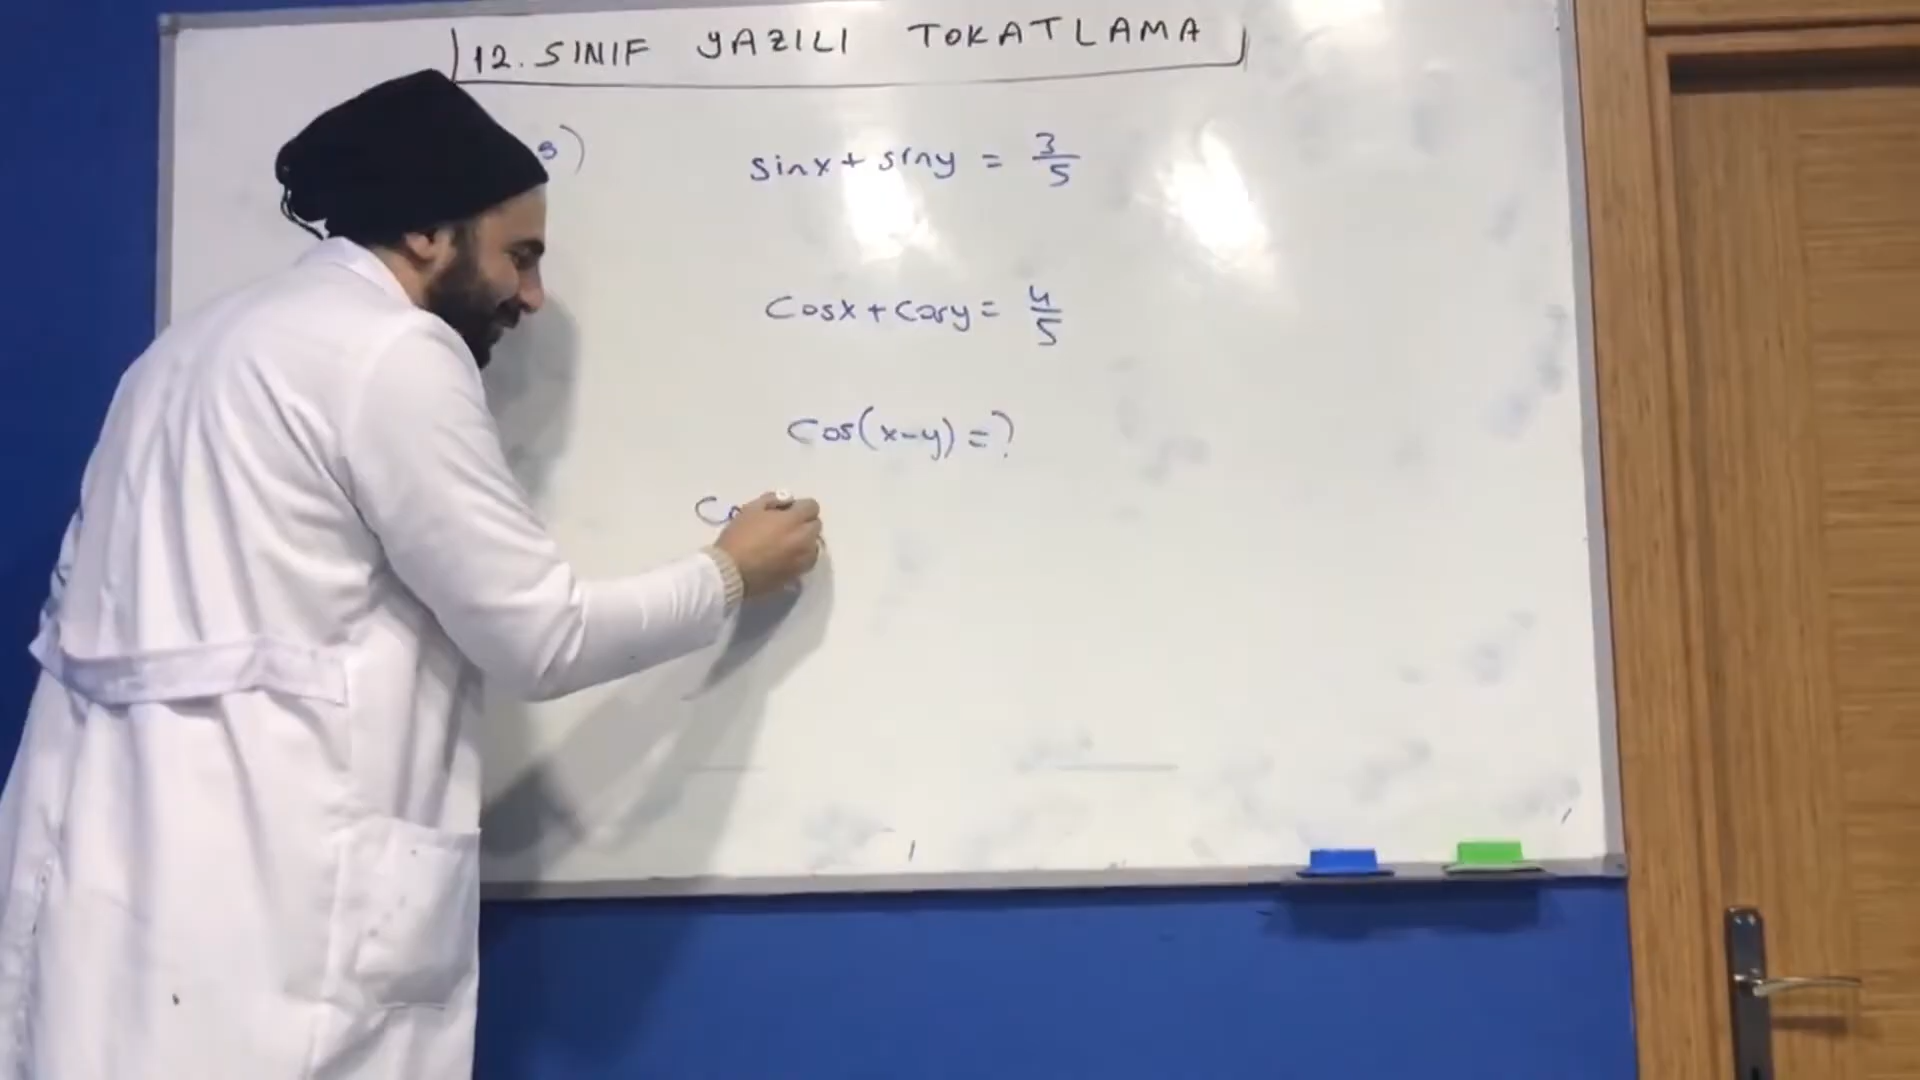 12. SINIF YAZILI TOKATLAMA
sinx + siny = 3/5
Cosx + Cosy = 4/5
Cos(x-y) = ?